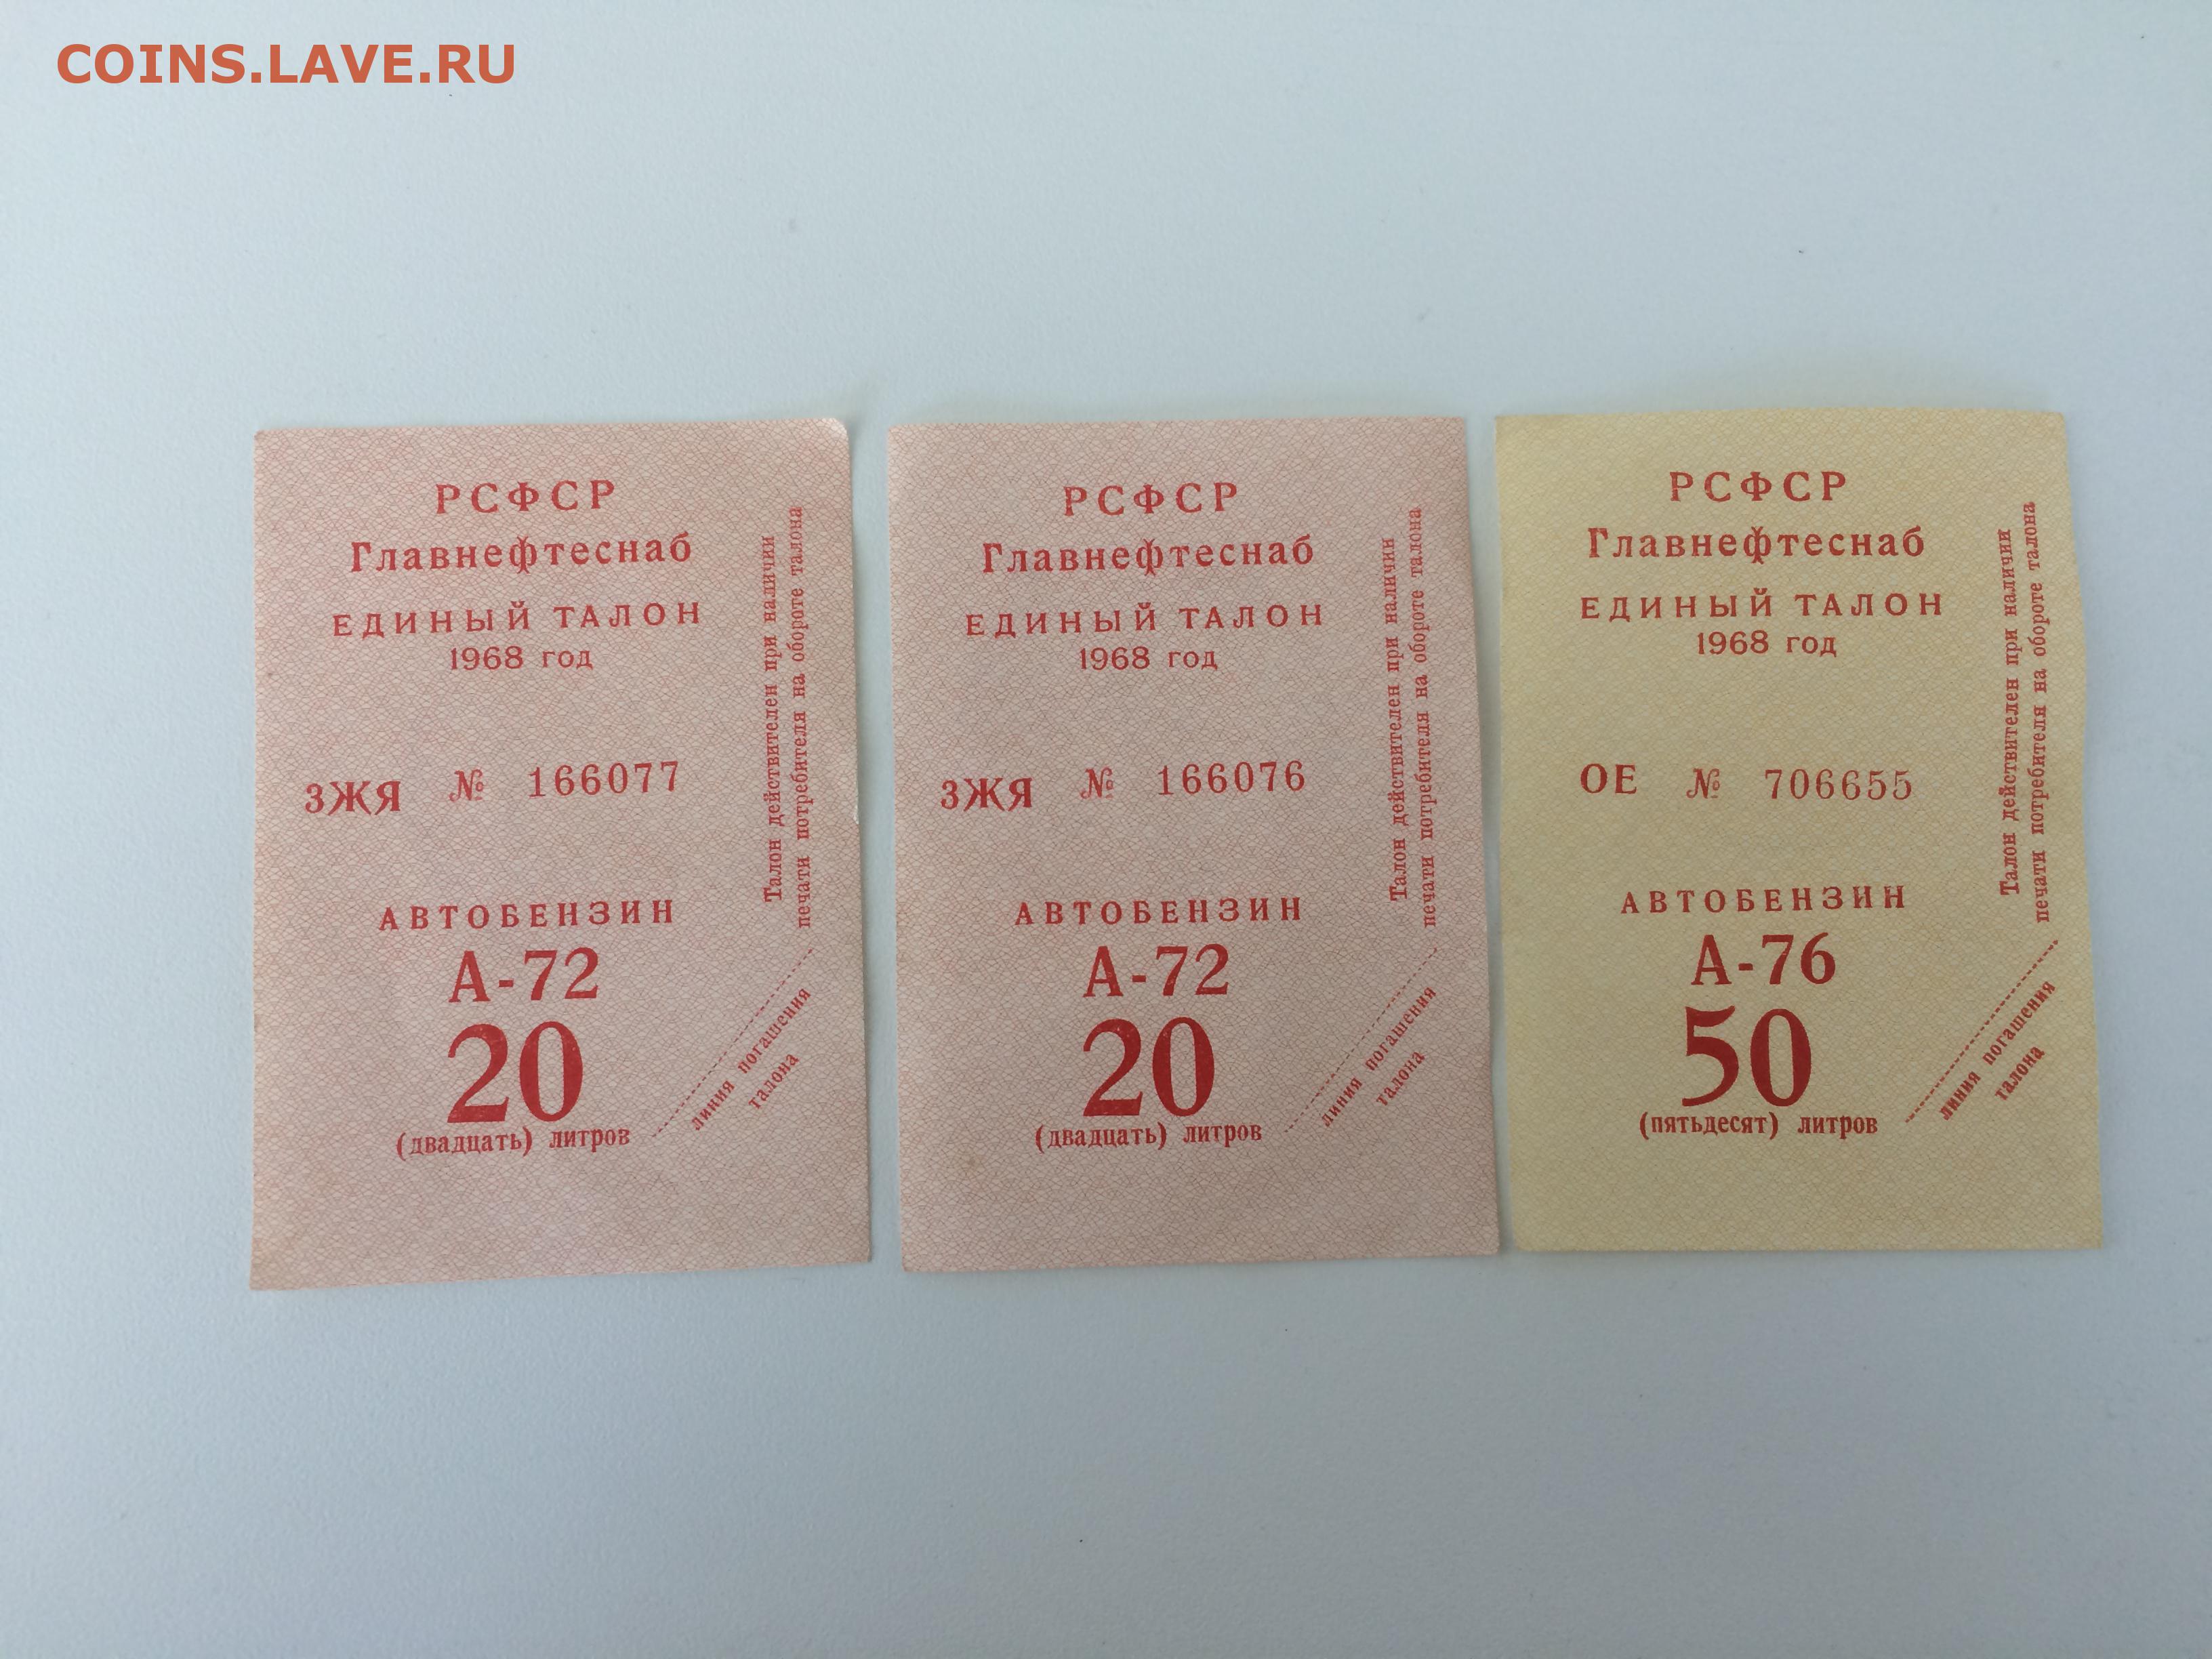 COINS.LAVE.RU
РСФСР
Главнефтеснаб
ЕДИНЫЙ ТАЛОН
1968 год
ЗЖЯ № 166077
АВТОБЕНЗИН
А-72
20
(двадцать) литров
Талон действителен при наличии
печати потребителя на обороте талона
линия погашения
талона
РСФСР
Главнефтеснаб
ЕДИНЫЙ ТАЛОН
1968 год
ЗЖЯ № 166076
АВТОБЕНЗИН
А-72
20
(двадцать) литров
Талон действителен при наличии
печати потребителя на обороте талона
линия погашения
талона
РСФСР
Главнефтеснаб
ЕДИНЫЙ ТАЛОН
1968 год
ОЕ № 706655
АВТОБЕНЗИН
А-76
50
(пятьдесят) литров
Талон действителен при наличии
печати потребителя на обороте талона
линия погашения
талона